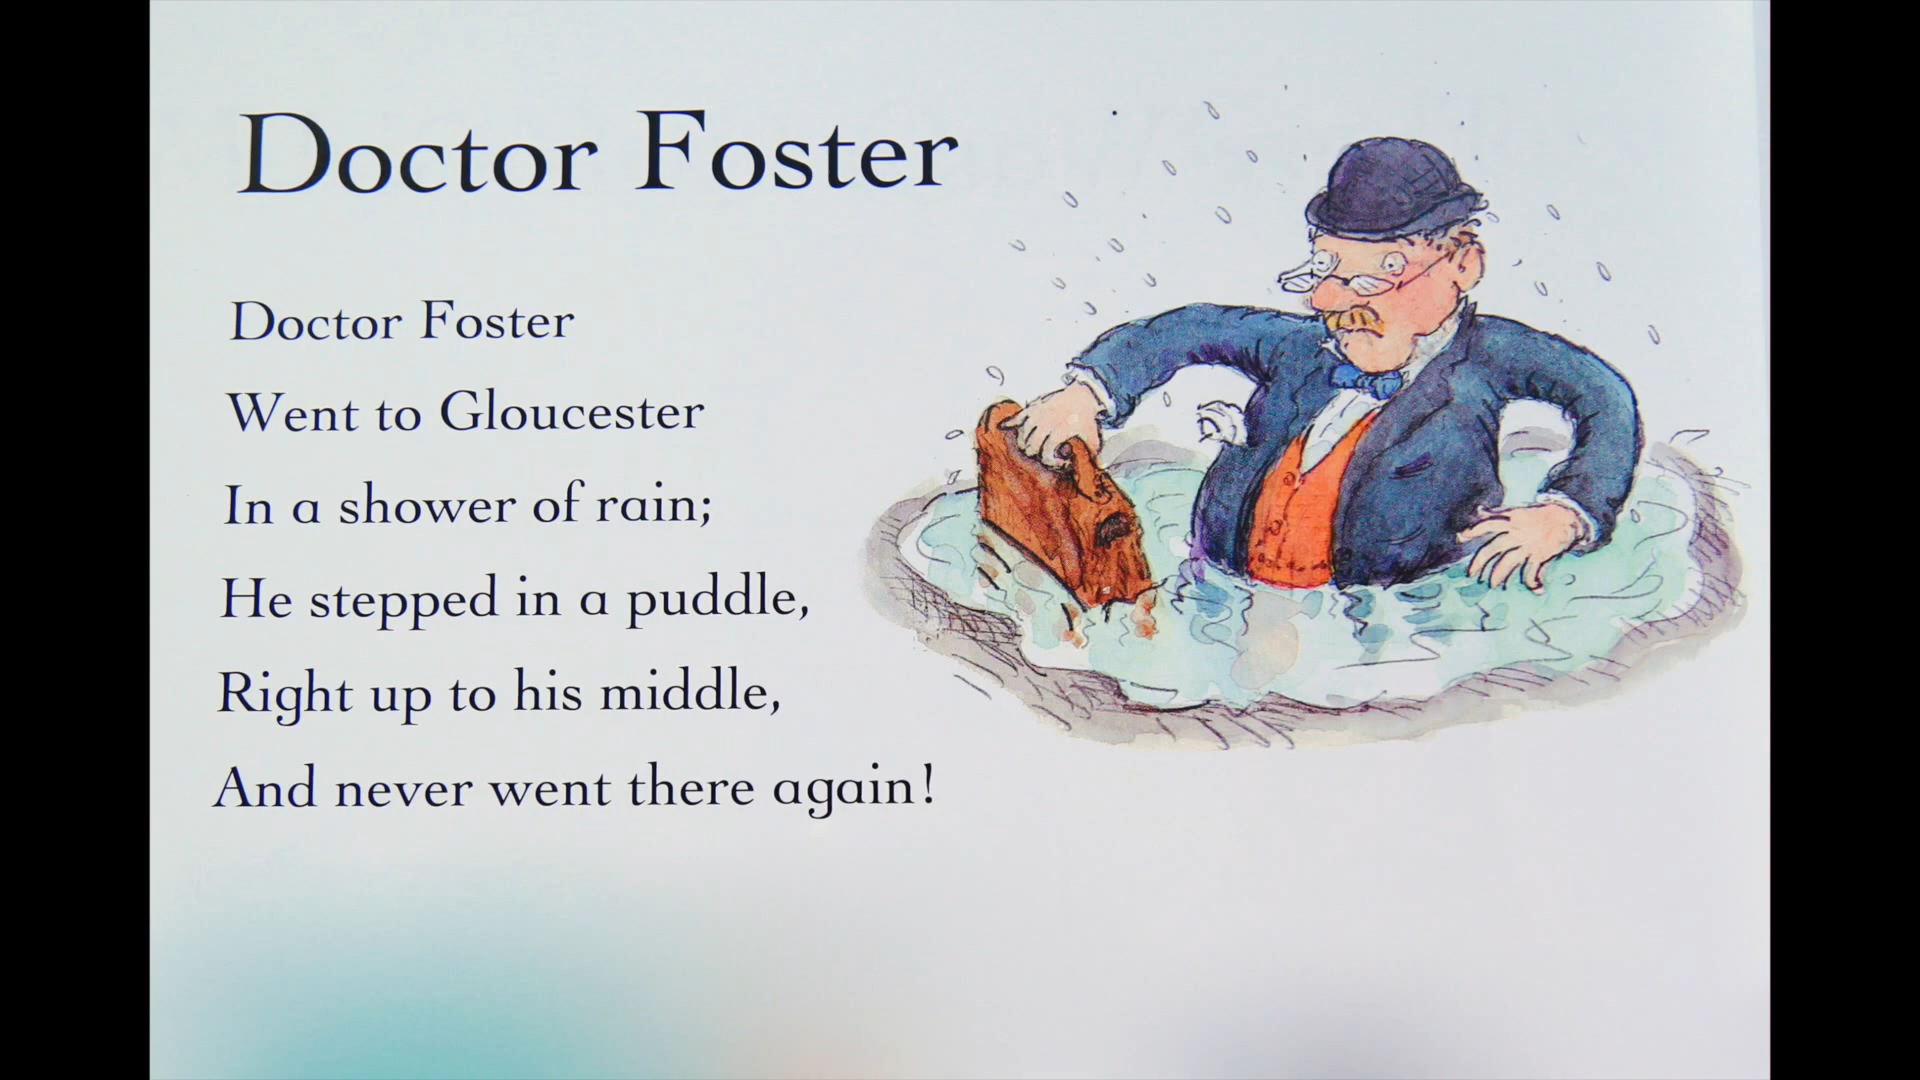 Doctor Foster
Doctor Foster
Went to Gloucester
In a shower of rain;
He stepped in a puddle,
Right up to his middle,
And never went there again!